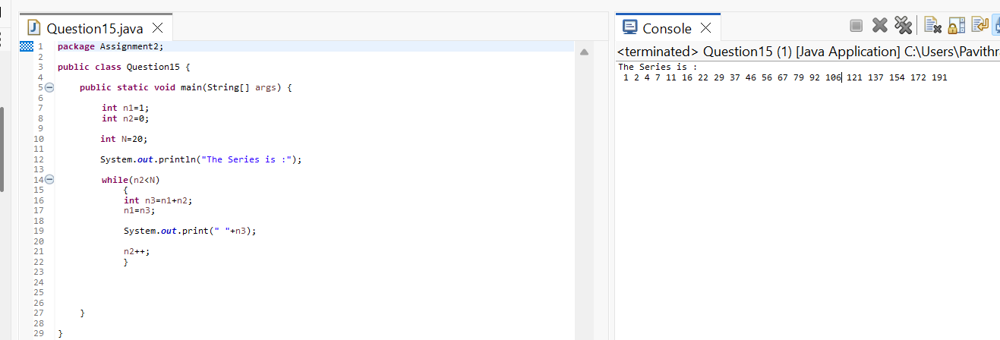 Question15.java
1 package Assignment2;
2
3 public class Question15 {
4
5 public static void main(String[] args) {
6
7 int n1=1;
8 int n2=0;
9
10 int N=20;
11
12 System.out.println("The Series is :");
13
14 while(n2<N)
15 {
16 int n3=n1+n2;
17 n1=n3;
18
19 System.out.print(" "+n3);
20
21 n2++;
22 }
23
24
25
26
27 }
28
29 }
Console
<terminated> Question15 (1) [Java Application] C:\Users\Pavithr
The Series is :
1 2 4 7 11 16 22 29 37 46 56 67 79 92 106 121 137 154 172 191